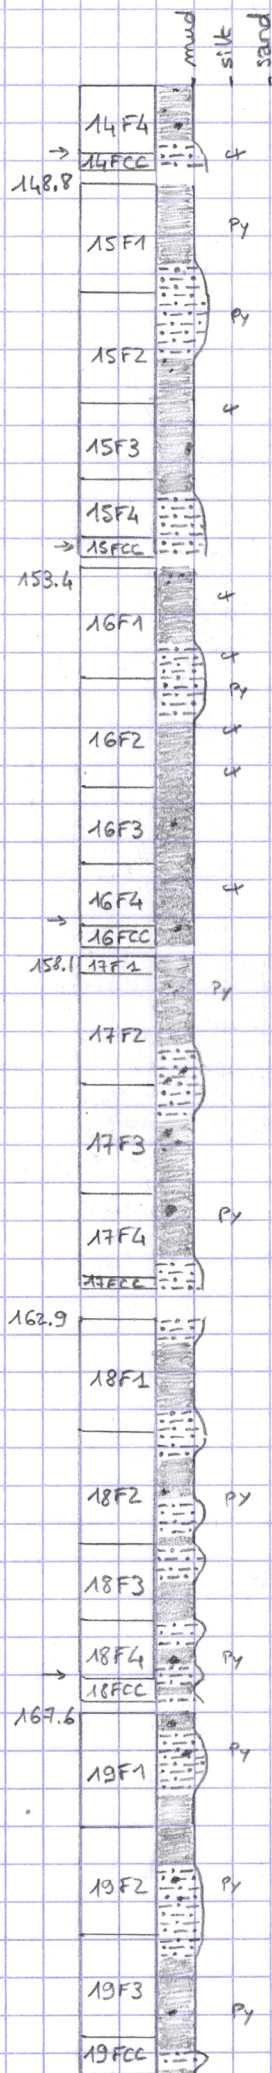 mud silt sand
14F4
14FCC
148.8
15F1 Py
Py
15F2
15F3
15F4
15FCC
153.4
16F1
Py
16F2
16F3
16F4
16FCC
158.1 17F1
Py
17F2
17F3
Py
17F4
17FCC
162.9
18F1
18F2 Py
18F3
18F4 Py
18FCC
167.6
19F1 Py
19F2 Py
19F3
Py
19FCC